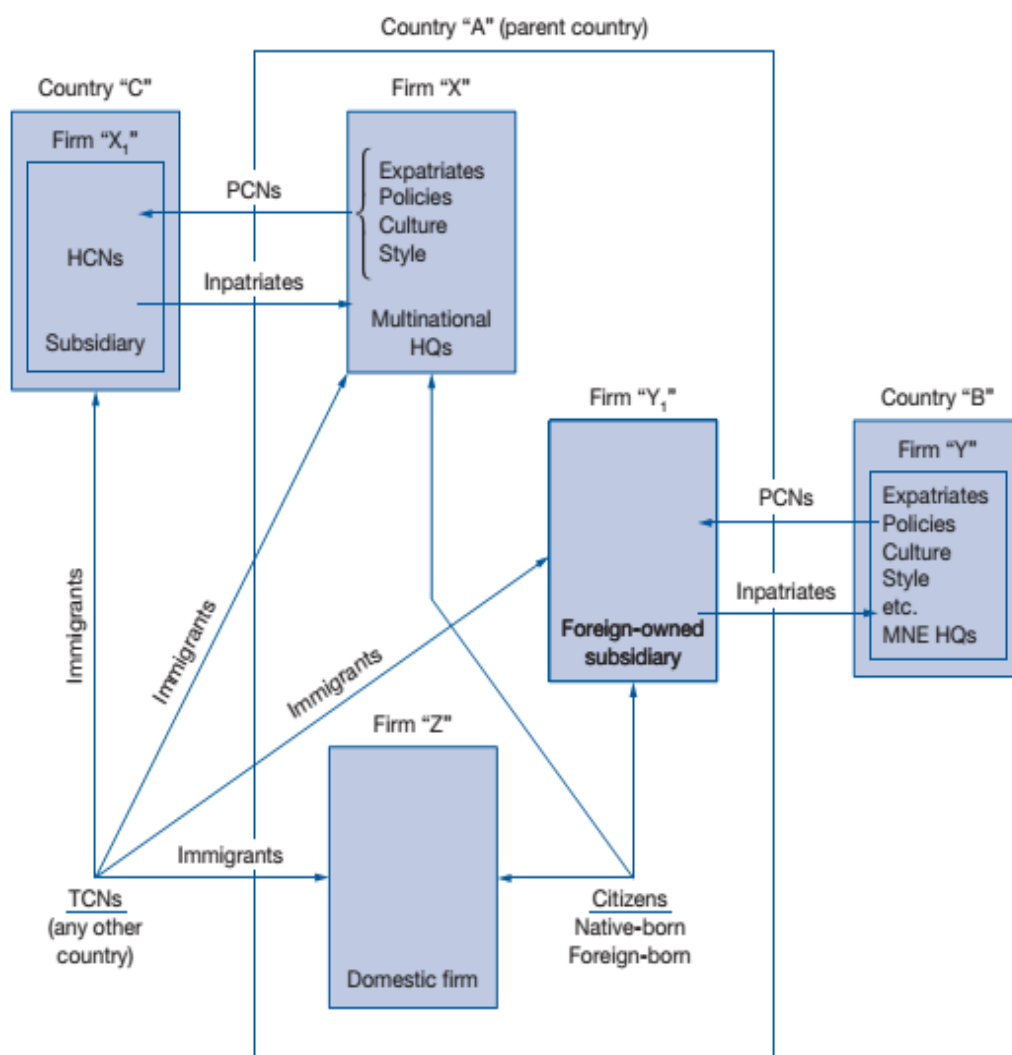 Country “A” (parent country)
Country “C”
Firm “X”
Firm “X₁”
Expatriates
Policies
Culture
Style
PCNs
HCNs
Inpatriates
Subsidiary
Multinational
HQs
Firm “Y₁”
Country “B”
Firm “Y”
PCNs
Expatriates
Policies
Culture
Style
etc.
MNE HQs
Inpatriates
Foreign-owned
subsidiary
Immigrants
Immigrants
Immigrants
Firm “Z”
Immigrants
TCNs
(any other
country)
Citizens
Native-born
Foreign-born
Domestic firm